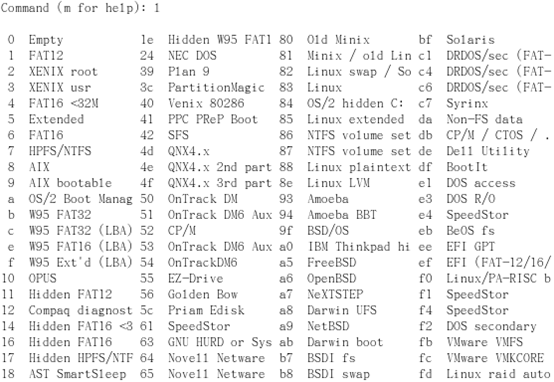 Command (m for help): l
0 Empty 1e Hidden W95 FAT1 80 Old Minix bf Solaris
1 FAT12 24 NEC DOS 81 Minix / old Lin c1 DRDOS/sec (FAT-
2 XENIX root 39 Plan 9 82 Linux swap / So c4 DRDOS/sec (FAT-
3 XENIX usr 3c PartitionMagic 83 Linux c6 DRDOS/sec (FAT-
4 FAT16 <32M 40 Venix 80286 84 OS/2 hidden C: c7 Syrinx
5 Extended 41 PPC PReP Boot 85 Linux extended da Non-FS data
6 FAT16 42 SFS 86 NTFS volume set db CP/M / CTOS / .
7 HPFS/NTFS 4d QNX4.x 87 NTFS volume set de Dell Utility
8 AIX 4e QNX4.x 2nd part 88 Linux plaintext df BootIt
9 AIX bootable 4f QNX4.x 3rd part 8e Linux LVM e1 DOS access
a OS/2 Boot Manag 50 OnTrack DM 93 Amoeba e3 DOS R/O
b W95 FAT32 51 OnTrack DM6 Aux 94 Amoeba BBT e4 SpeedStor
c W95 FAT32 (LBA) 52 CP/M 9f BSD/OS eb BeOS fs
e W95 FAT16 (LBA) 53 OnTrack DM6 Aux a0 IBM Thinkpad hi ee EFI GPT
f W95 Ext'd (LBA) 54 OnTrackDM6 a5 FreeBSD ef EFI (FAT-12/16/
10 OPUS 55 EZ-Drive a6 OpenBSD f0 Linux/PA-RISC b
11 Hidden FAT12 56 Golden Bow a7 NeXTSTEP f1 SpeedStor
12 Compaq diagnost 5c Priam Edisk a8 Darwin UFS f4 SpeedStor
14 Hidden FAT16 <3 61 SpeedStor a9 NetBSD f2 DOS secondary
16 Hidden FAT16 63 GNU HURD or Sys ab Darwin boot fb VMware VMFS
17 Hidden HPFS/NTF 64 Novell Netware b7 BSDI fs fc VMware VMKCORE
18 AST SmartSleep 65 Novell Netware b8 BSDI swap fd Linux raid auto